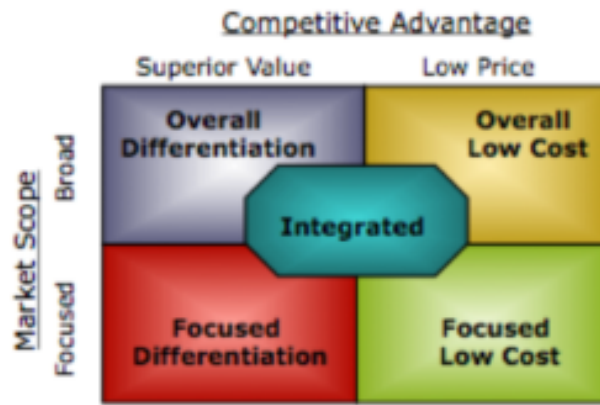 Competitive Advantage
Superior Value
Low Price
Market Scope
Broad
Overall
Differentiation
Overall
Low Cost
Integrated
Focused
Focused
Differentiation
Focused
Low Cost